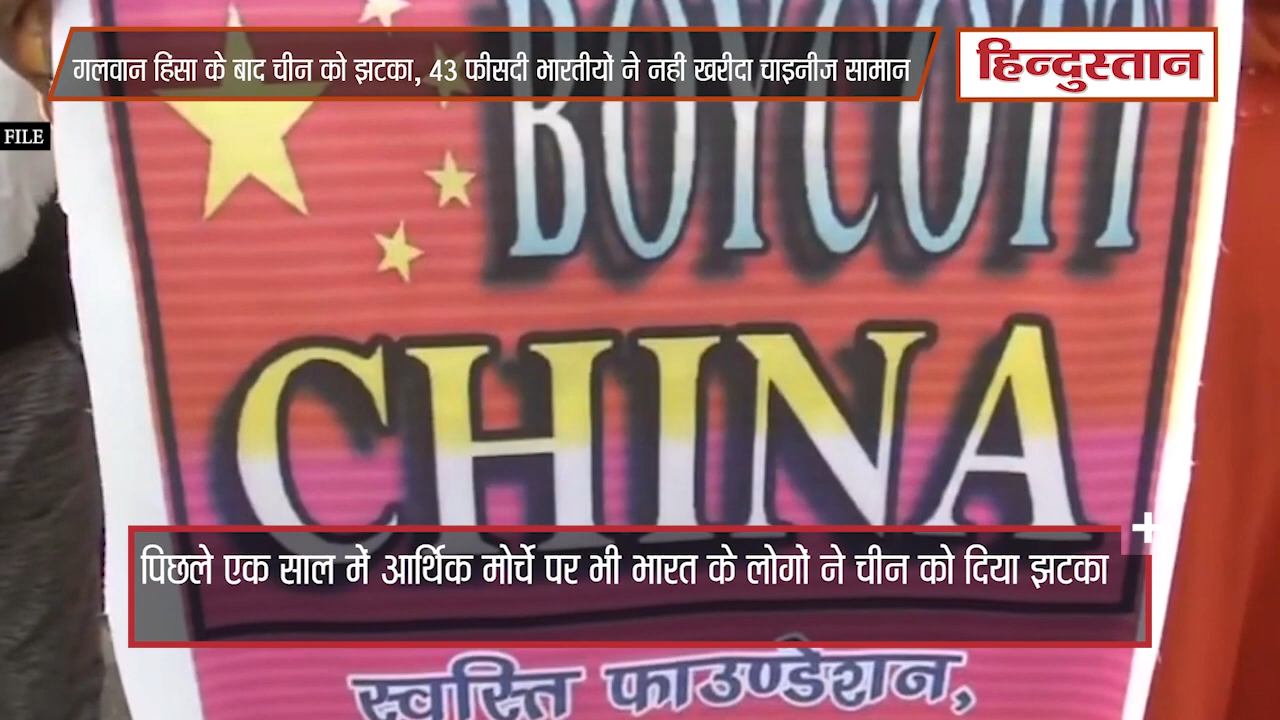 गलवान हिंसा के बाद चीन को झटका, 43 फीसदी भारतीयों ने नही खरीदा चाइनीज सामान
हिन्दुस्तान
FILE
BOYCOTT
CHINA
पिछले एक साल में आर्थिक मोर्चे पर भी भारत के लोगों ने चीन को दिया झटका
स्वस्ति फाउण्डेशन,